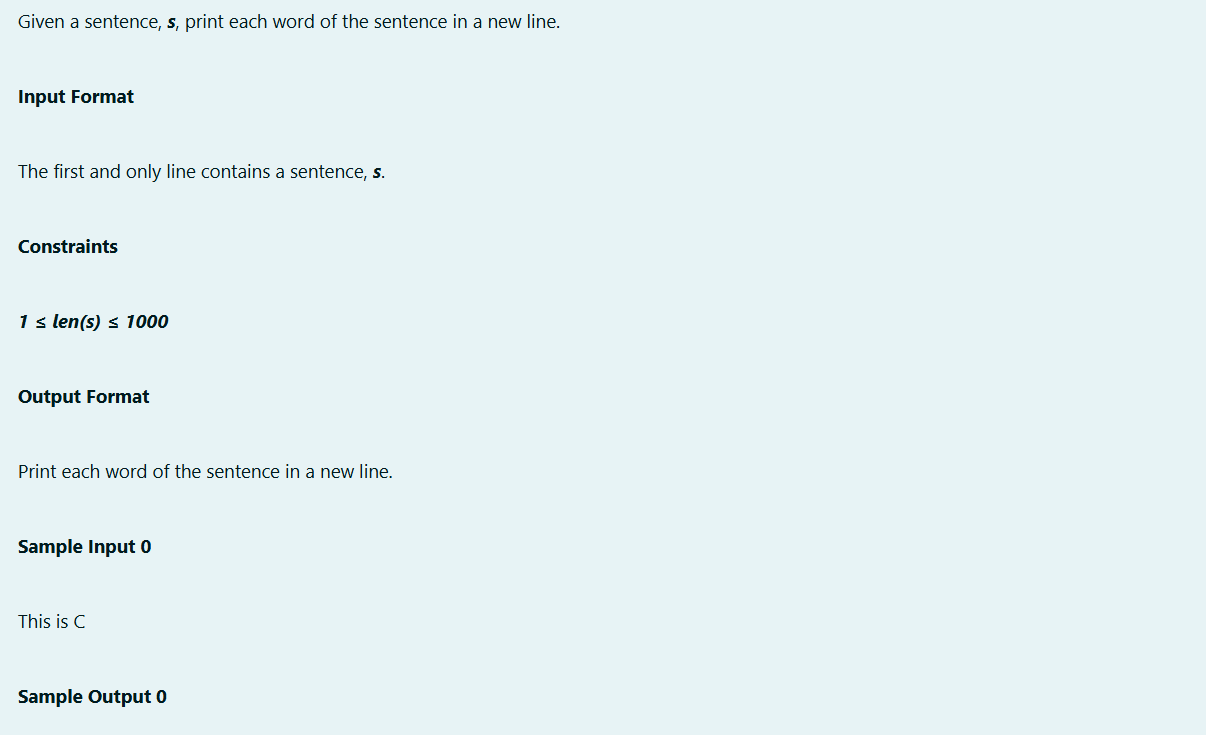 Given a sentence, s, print each word of the sentence in a new line.
Input Format
The first and only line contains a sentence, s.
Constraints
1 ≤ len(s) ≤ 1000
Output Format
Print each word of the sentence in a new line.
Sample Input 0
This is C
Sample Output 0